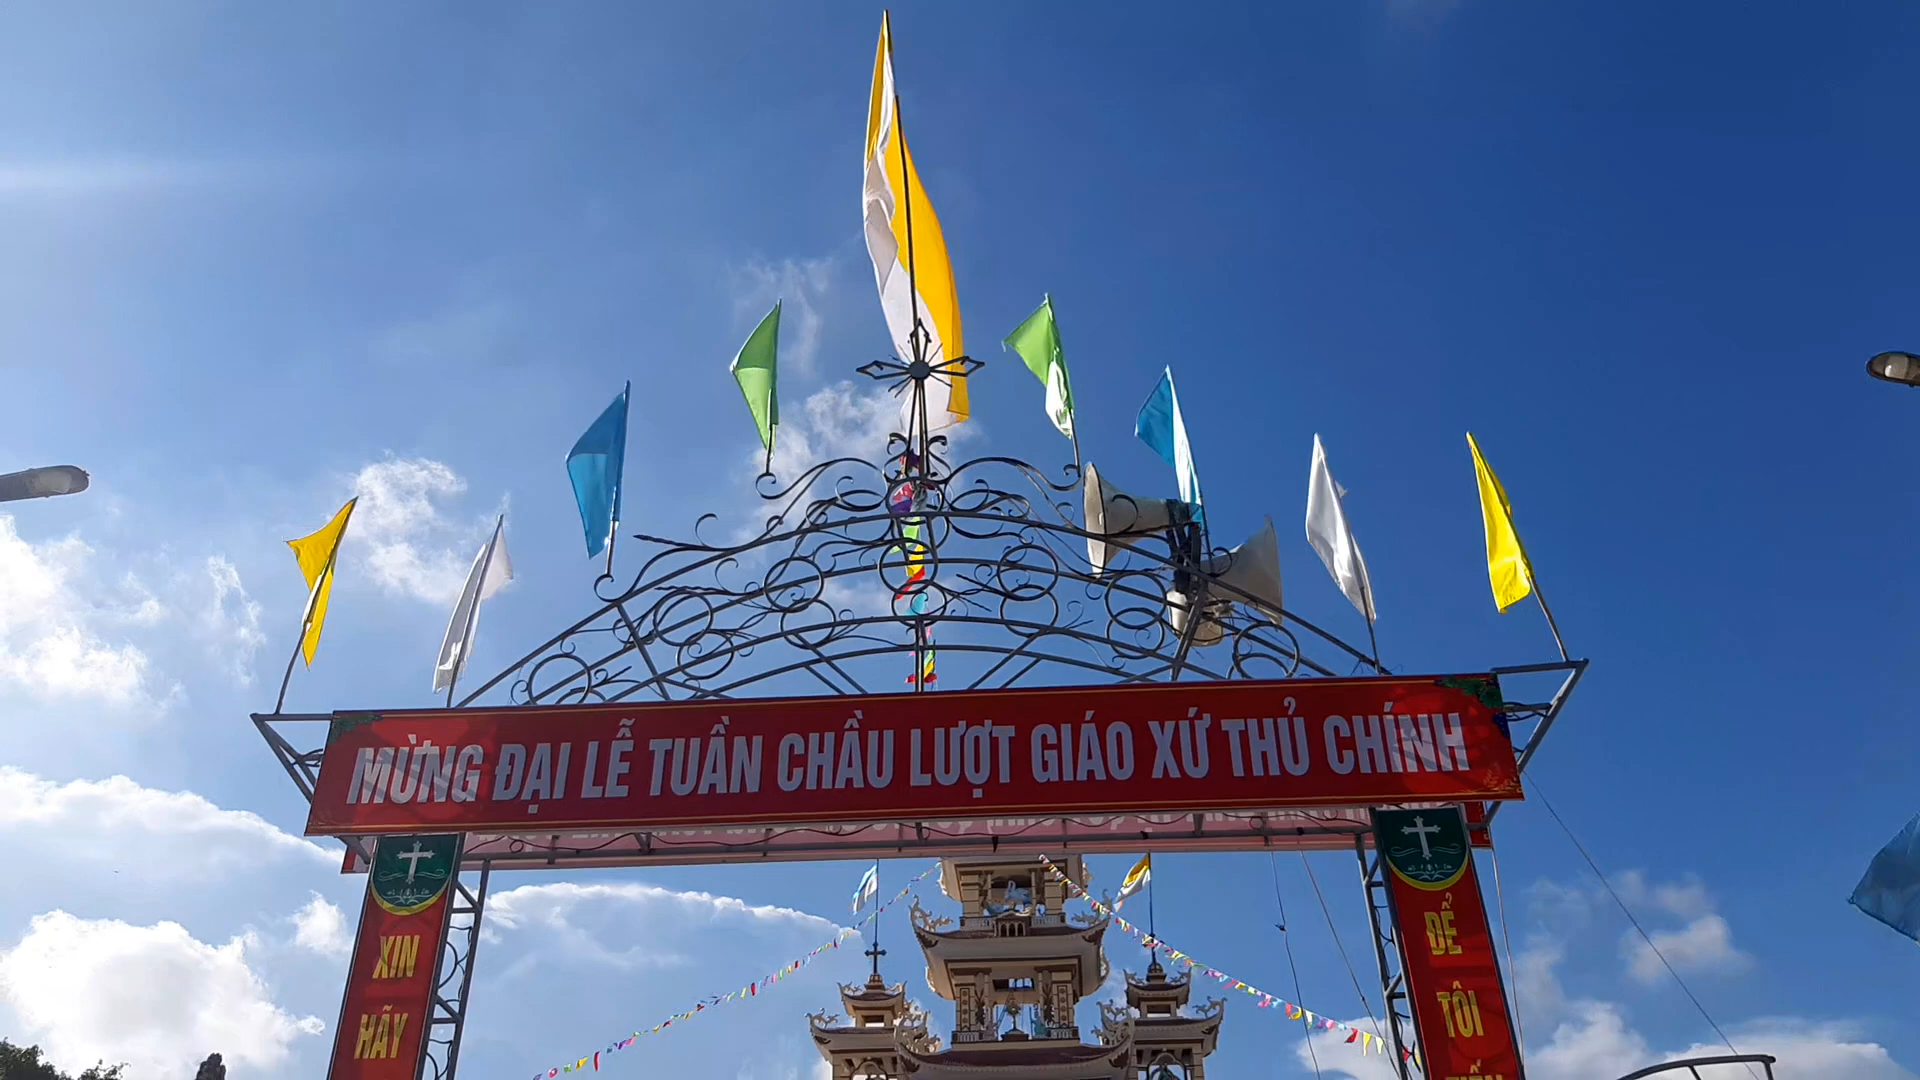 MỪNG ĐẠI LỄ TUẦN CHẦU LƯỢT GIÁO XỨ THỦ CHÍNH
XIN
HÃY
ĐỂ
TÔI